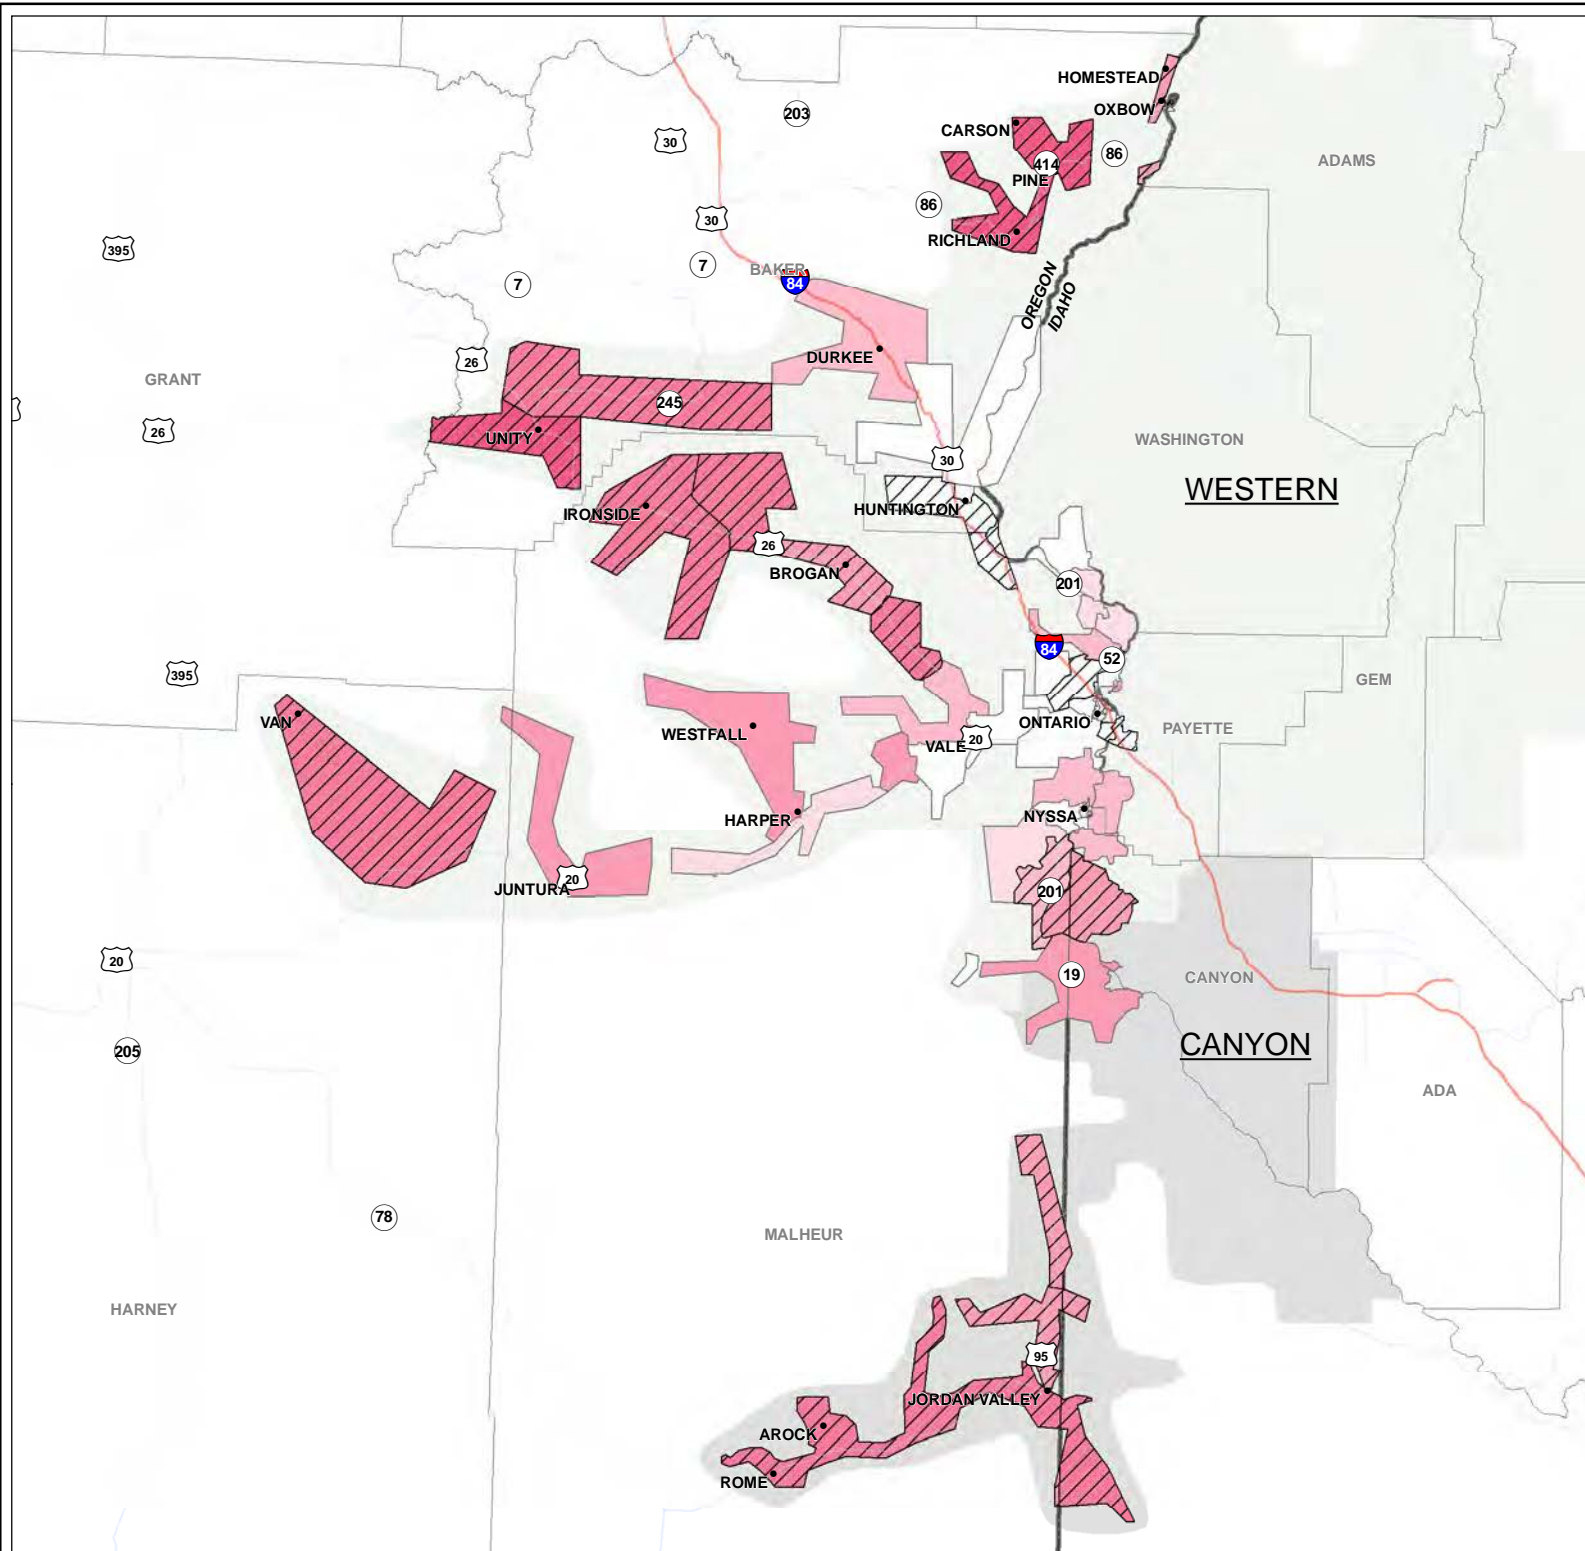 HOMESTEAD
OXBOW
203
CARSON
30
86
ADAMS
414
PINE
86
30
RICHLAND
395
7
7
BAKER
84
OREGON
IDAHO
DURKEE
26
GRANT
245
26
UNITY
WASHINGTON
30
WESTERN
HUNTINGTON
IRONSIDE
26
BROGAN
201
84
52
395
GEM
VAN
WESTFALL
ONTARIO
PAYETTE
VALE
20
HARPER
NYSSA
20
JUNTURA
201
20
19
CANYON
CANYON
205
ADA
78
MALHEUR
HARNEY
95
JORDAN VALLEY
AROCK
ROME